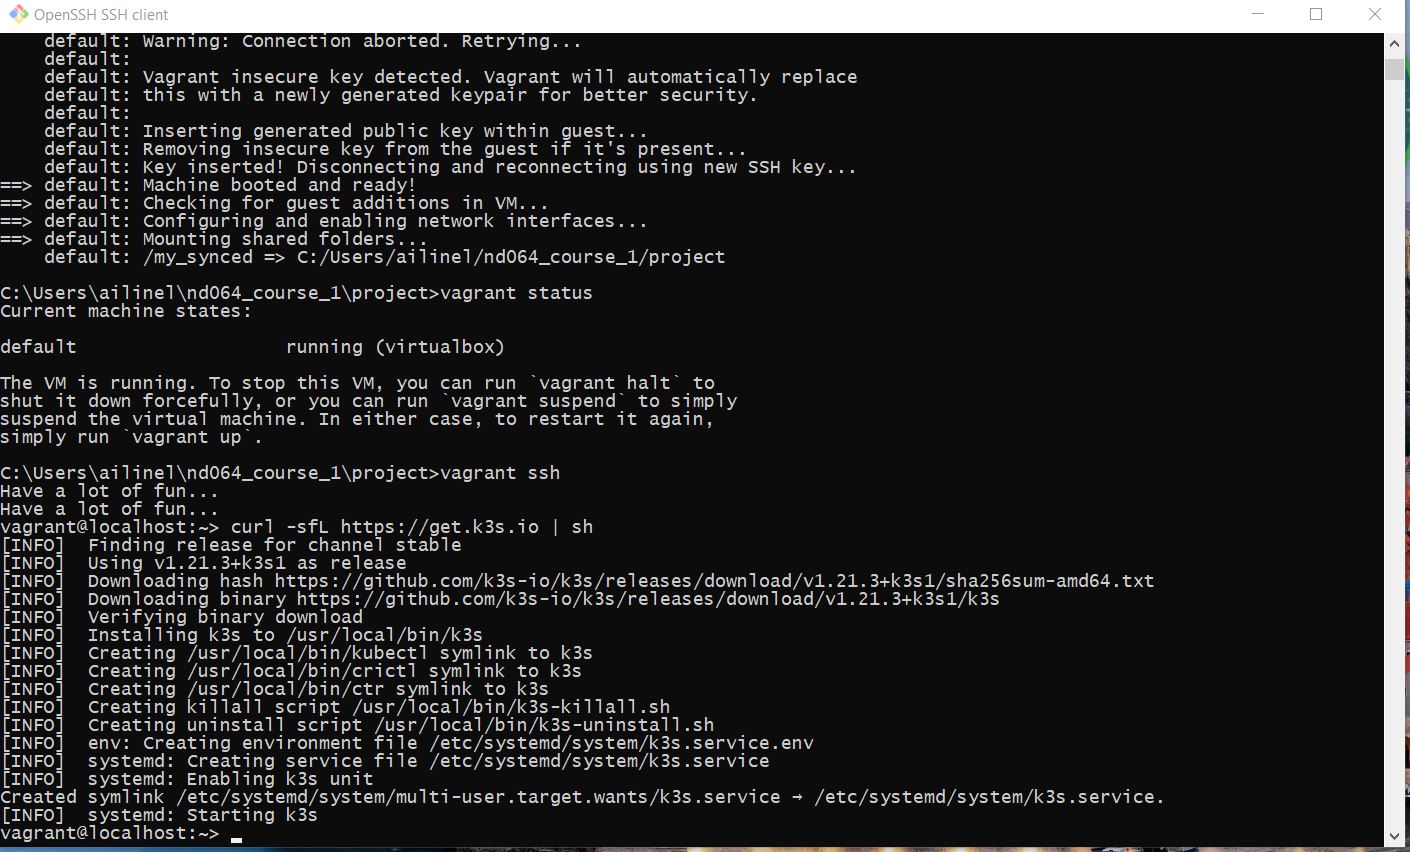 OpenSSH SSH client
    default: Warning: Connection aborted. Retrying...
    default:
    default: Vagrant insecure key detected. Vagrant will automatically replace
    default: this with a newly generated keypair for better security.
    default:
    default: Inserting generated public key within guest...
    default: Removing insecure key from the guest if it's present...
    default: Key inserted! Disconnecting and reconnecting using new SSH key...
==> default: Machine booted and ready!
==> default: Checking for guest additions in VM...
==> default: Configuring and enabling network interfaces...
==> default: Mounting shared folders...
    default: /my_synced => C:/Users/ailinel/nd064_course_1/project
C:\Users\ailinel\nd064_course_1\project>vagrant status
Current machine states:
default                   running (virtualbox)
The VM is running. To stop this VM, you can run `vagrant halt` to
shut it down forcefully, or you can run `vagrant suspend` to simply
suspend the virtual machine. In either case, to restart it again,
simply run `vagrant up`.
C:\Users\ailinel\nd064_course_1\project>vagrant ssh
Have a lot of fun...
Have a lot of fun...
vagrant@localhost:~> curl -sfL https://get.k3s.io | sh
[INFO]  Finding release for channel stable
[INFO]  Using v1.21.3+k3s1 as release
[INFO]  Downloading hash https://github.com/k3s-io/k3s/releases/download/v1.21.3+k3s1/sha256sum-amd64.txt
[INFO]  Downloading binary https://github.com/k3s-io/k3s/releases/download/v1.21.3+k3s1/k3s
[INFO]  Verifying binary download
[INFO]  Installing k3s to /usr/local/bin/k3s
[INFO]  Creating /usr/local/bin/kubectl symlink to k3s
[INFO]  Creating /usr/local/bin/crictl symlink to k3s
[INFO]  Creating /usr/local/bin/ctr symlink to k3s
[INFO]  Creating killall script /usr/local/bin/k3s-killall.sh
[INFO]  Creating uninstall script /usr/local/bin/k3s-uninstall.sh
[INFO]  env: Creating environment file /etc/systemd/system/k3s.service.env
[INFO]  systemd: Creating service file /etc/systemd/system/k3s.service
[INFO]  systemd: Enabling k3s unit
Created symlink /etc/systemd/system/multi-user.target.wants/k3s.service → /etc/systemd/system/k3s.service.
[INFO]  systemd: Starting k3s
vagrant@localhost:~>